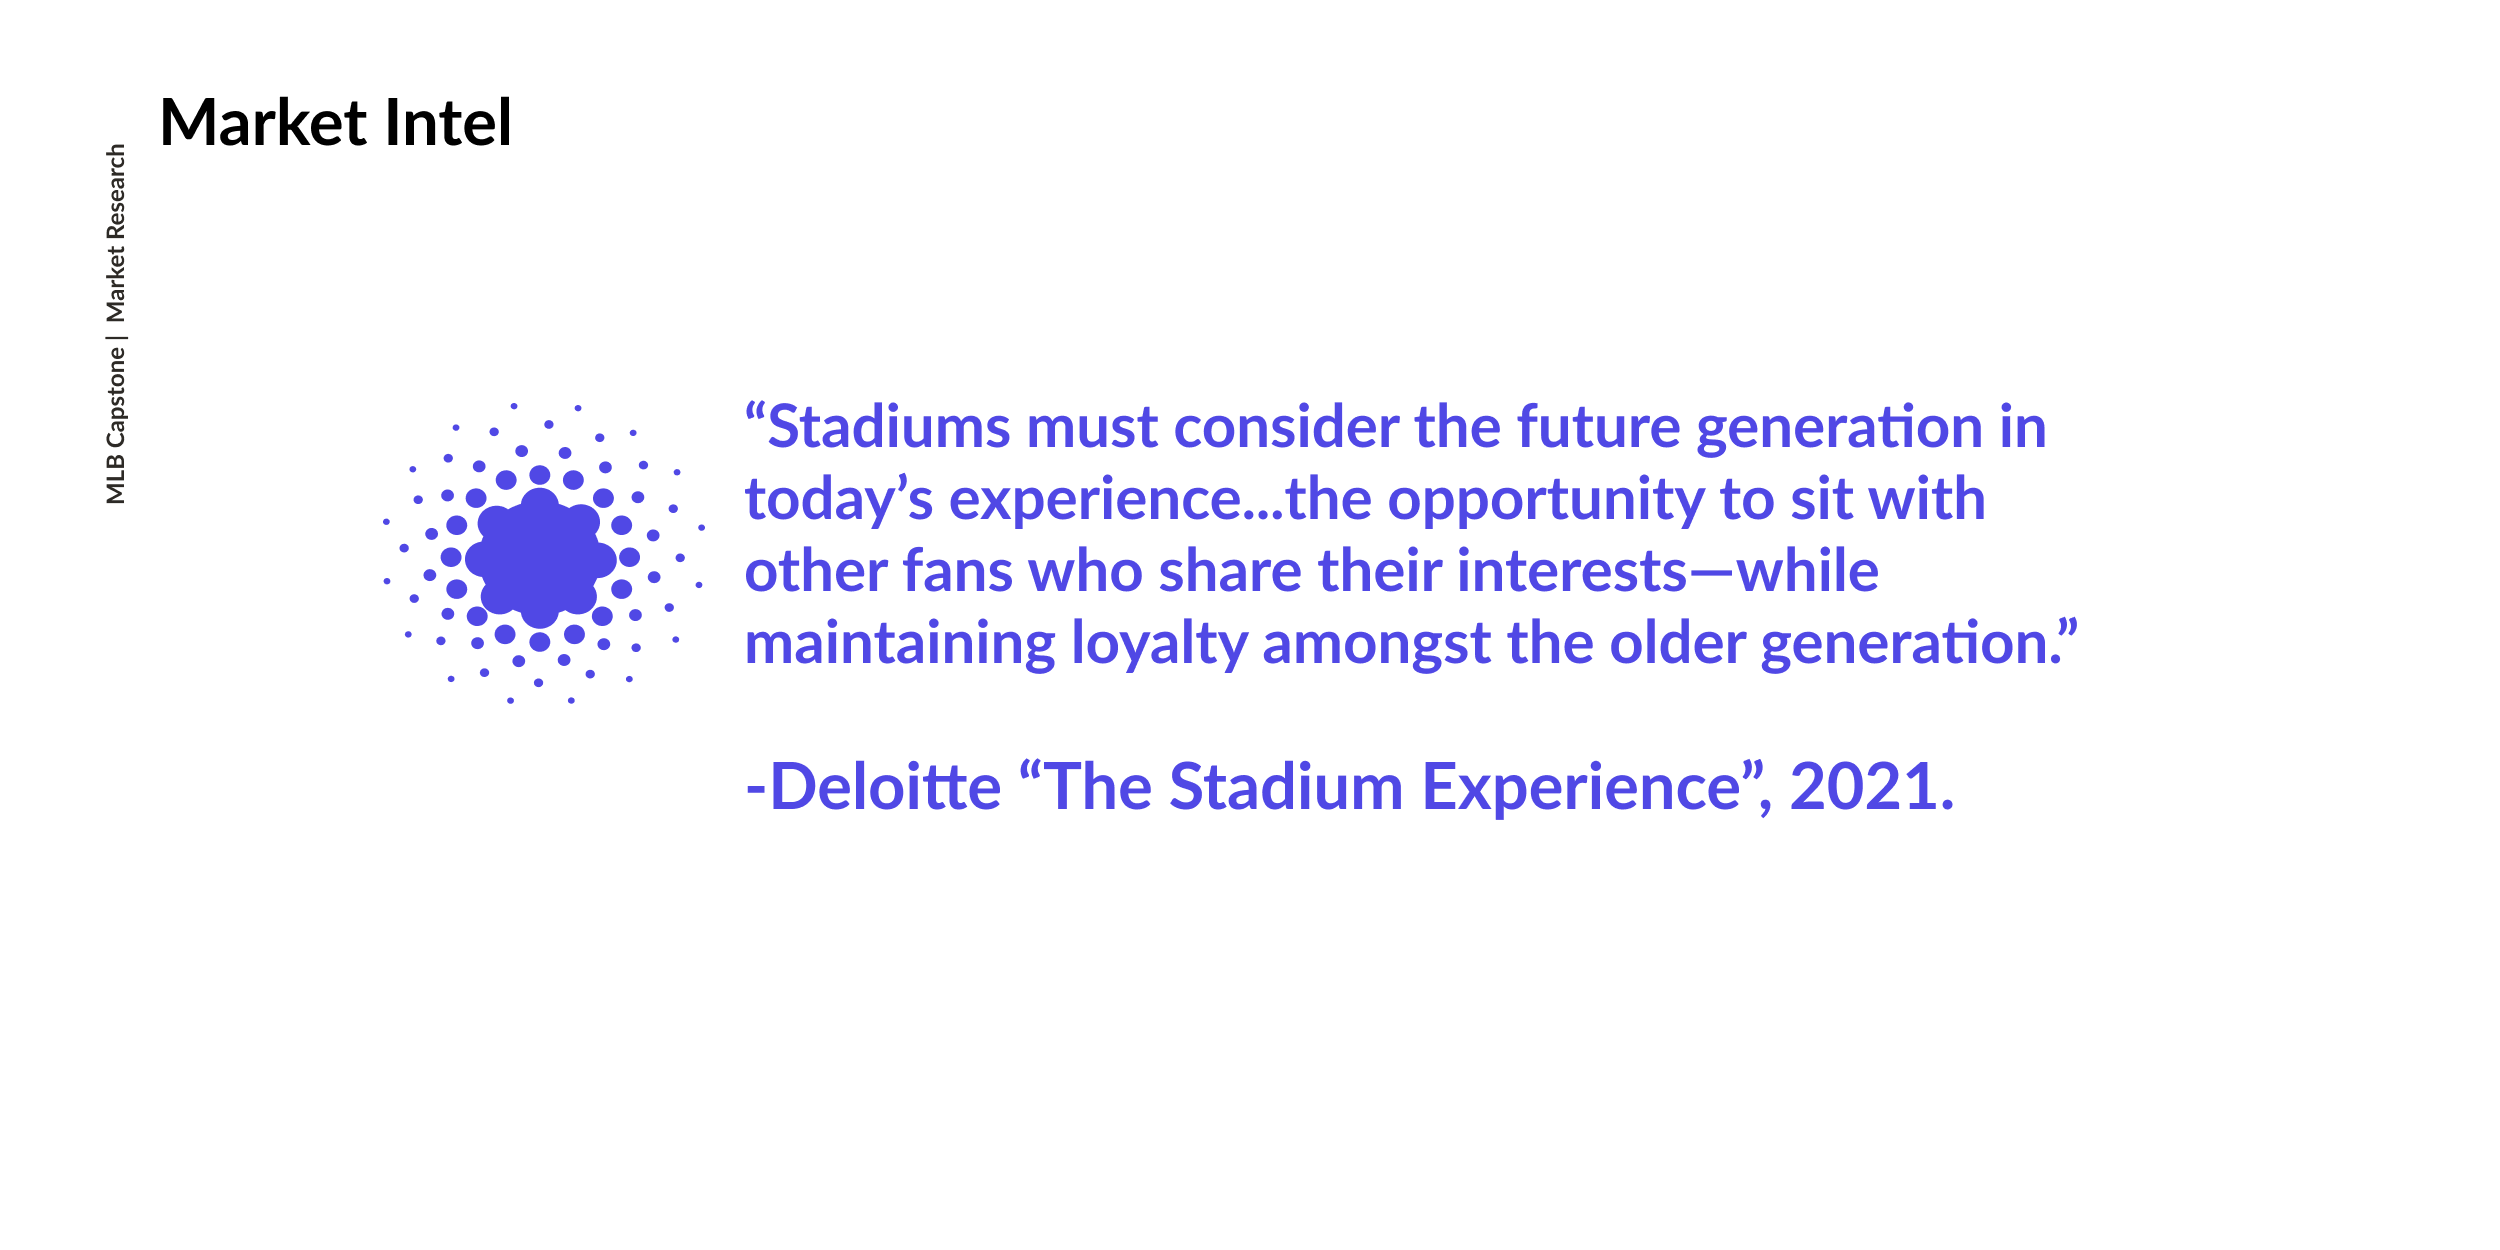 Market Intel
MLB Capstone | Market Research
“Stadiums must consider the future generation in
today’s experience…the opportunity to sit with
other fans who share their interests—while
maintaining loyalty amongst the older generation.”
-Deloitte “The Stadium Experience”, 2021.